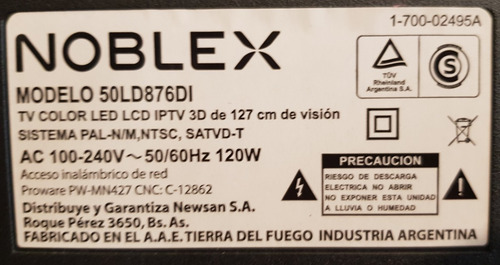 1-700-02495A
NOBLEX
TÜV
Rheinland
Argentina S.A.
S
MODELO 50LD876DI
TV COLOR LED LCD IPTV 3D de 127 cm de visión
SISTEMA PAL-N/M,NTSC, SATVD-T
AC 100-240V~50/60Hz 120W
Acceso inalámbrico de red
Proware PW-MN427 CNC: C-12862
PRECAUCION
RIESGO DE DESCARGA
ELECTRICA NO ABRIR
NO EXPONER ESTA UNIDAD
A LLUVIA O HUMEDAD
Distribuye y Garantiza Newsan S.A.
Roque Pérez 3650, Bs. As.
FABRICADO EN EL A.A.E. TIERRA DEL FUEGO INDUSTRIA ARGENTINA